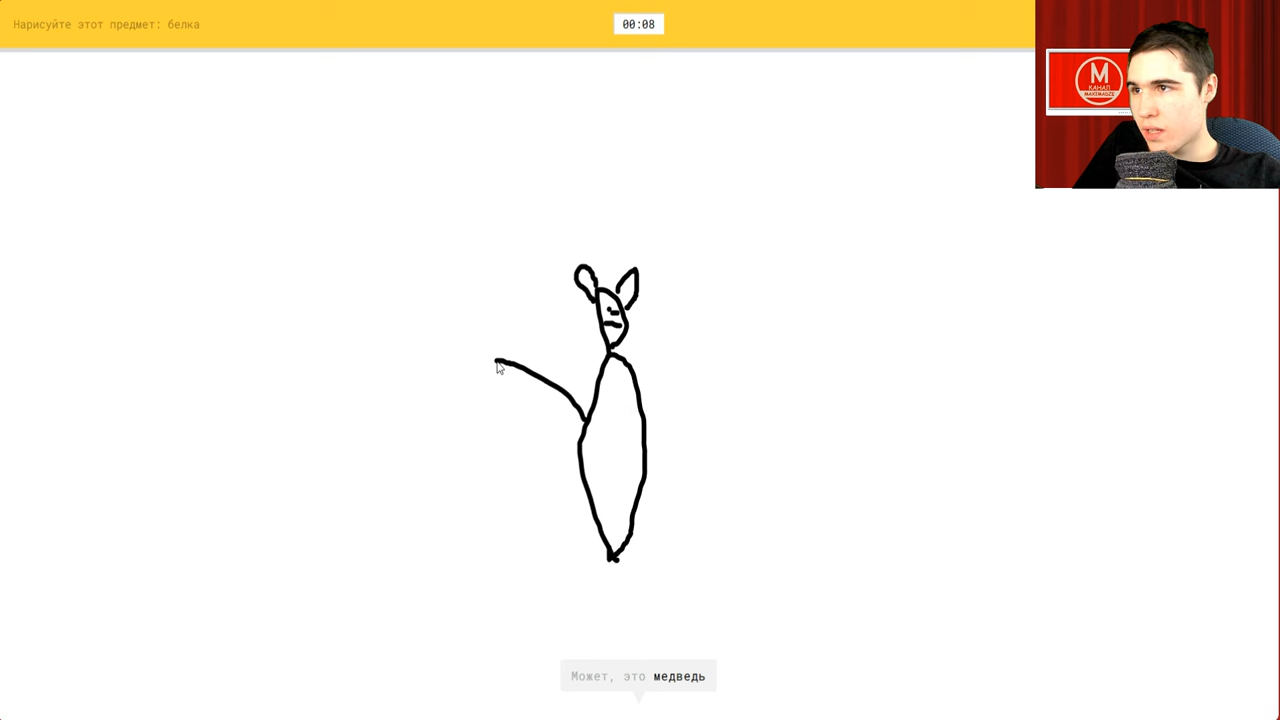 Нарисуйте этот предмет: белка
00:08
М
КАНАЛ
MAXIMADZE
Может, это медведь